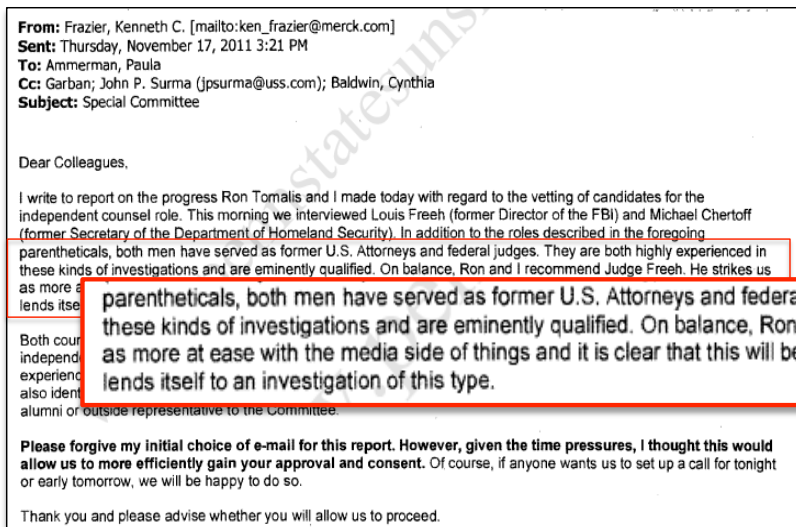 From: Frazier, Kenneth C. [mailto:ken_frazier@merck.com]
Sent: Thursday, November 17, 2011 3:21 PM
To: Ammerman, Paula
Cc: Garban; John P. Surma (jpsurma@uss.com); Baldwin, Cynthia
Subject: Special Committee
Dear Colleagues,
I write to report on the progress Ron Tomalis and I made today with regard to the vetting of candidates for the
independent counsel role. This morning we interviewed Louis Freeh (former Director of the FBI) and Michael Chertoff
(former Secretary of the Department of Homeland Security). In addition to the roles described in the foregoing
parentheticals, both men have served as former U.S. Attorneys and federal judges. They are both highly experienced in
these kinds of investigations and are eminently qualified. On balance, Ron and I recommend Judge Freeh. He strikes us
as more a
lends itse
parentheticals, both men have served as former U.S. Attorneys and federa
these kinds of investigations and are eminently qualified. On balance, Ron
as more at ease with the media side of things and it is clear that this will be
lends itself to an investigation of this type.
Both cour
independ
experienc
also ident
alumni or outside representative to the Committee.
Please forgive my initial choice of e-mail for this report. However, given the time pressures, I thought this would
allow us to more efficiently gain your approval and consent. Of course, if anyone wants us to set up a call for tonight
or early tomorrow, we will be happy to do so.
Thank you and please advise whether you will allow us to proceed.